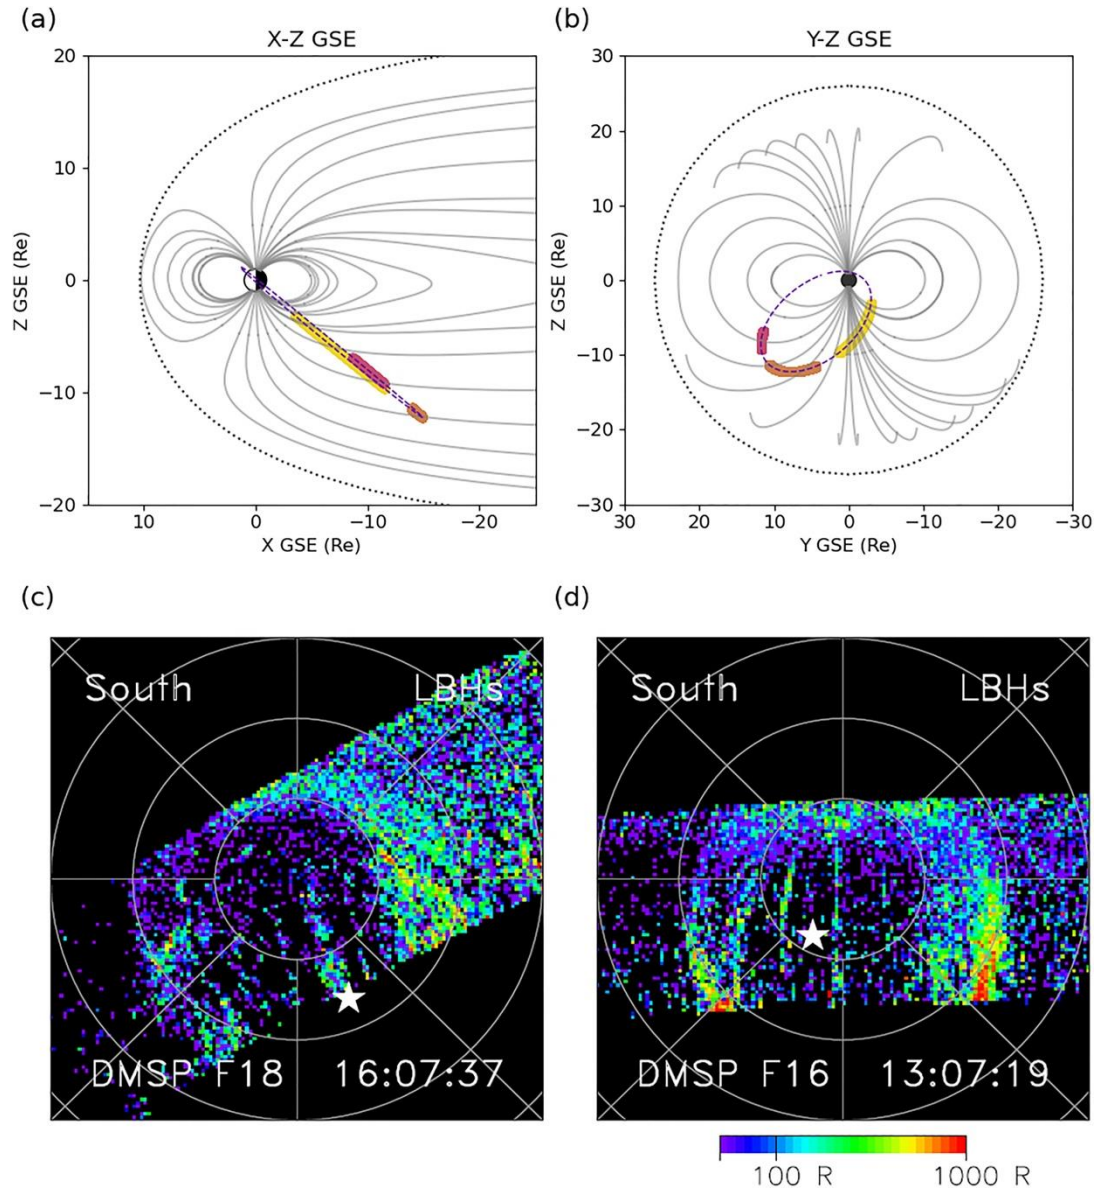 (a)
X-Z GSE
20
10
0
−10
−20
Z GSE (Re)
10
0
−10
−20
X GSE (Re)
(b)
Y-Z GSE
30
20
10
0
−10
−20
−30
Z GSE (Re)
30
20
10
0
−10
−20
−30
Y GSE (Re)
(c)
South LBHs
DMSP F18 16:07:37
(d)
South LBHs
DMSP F16 13:07:19
100 R 1000 R